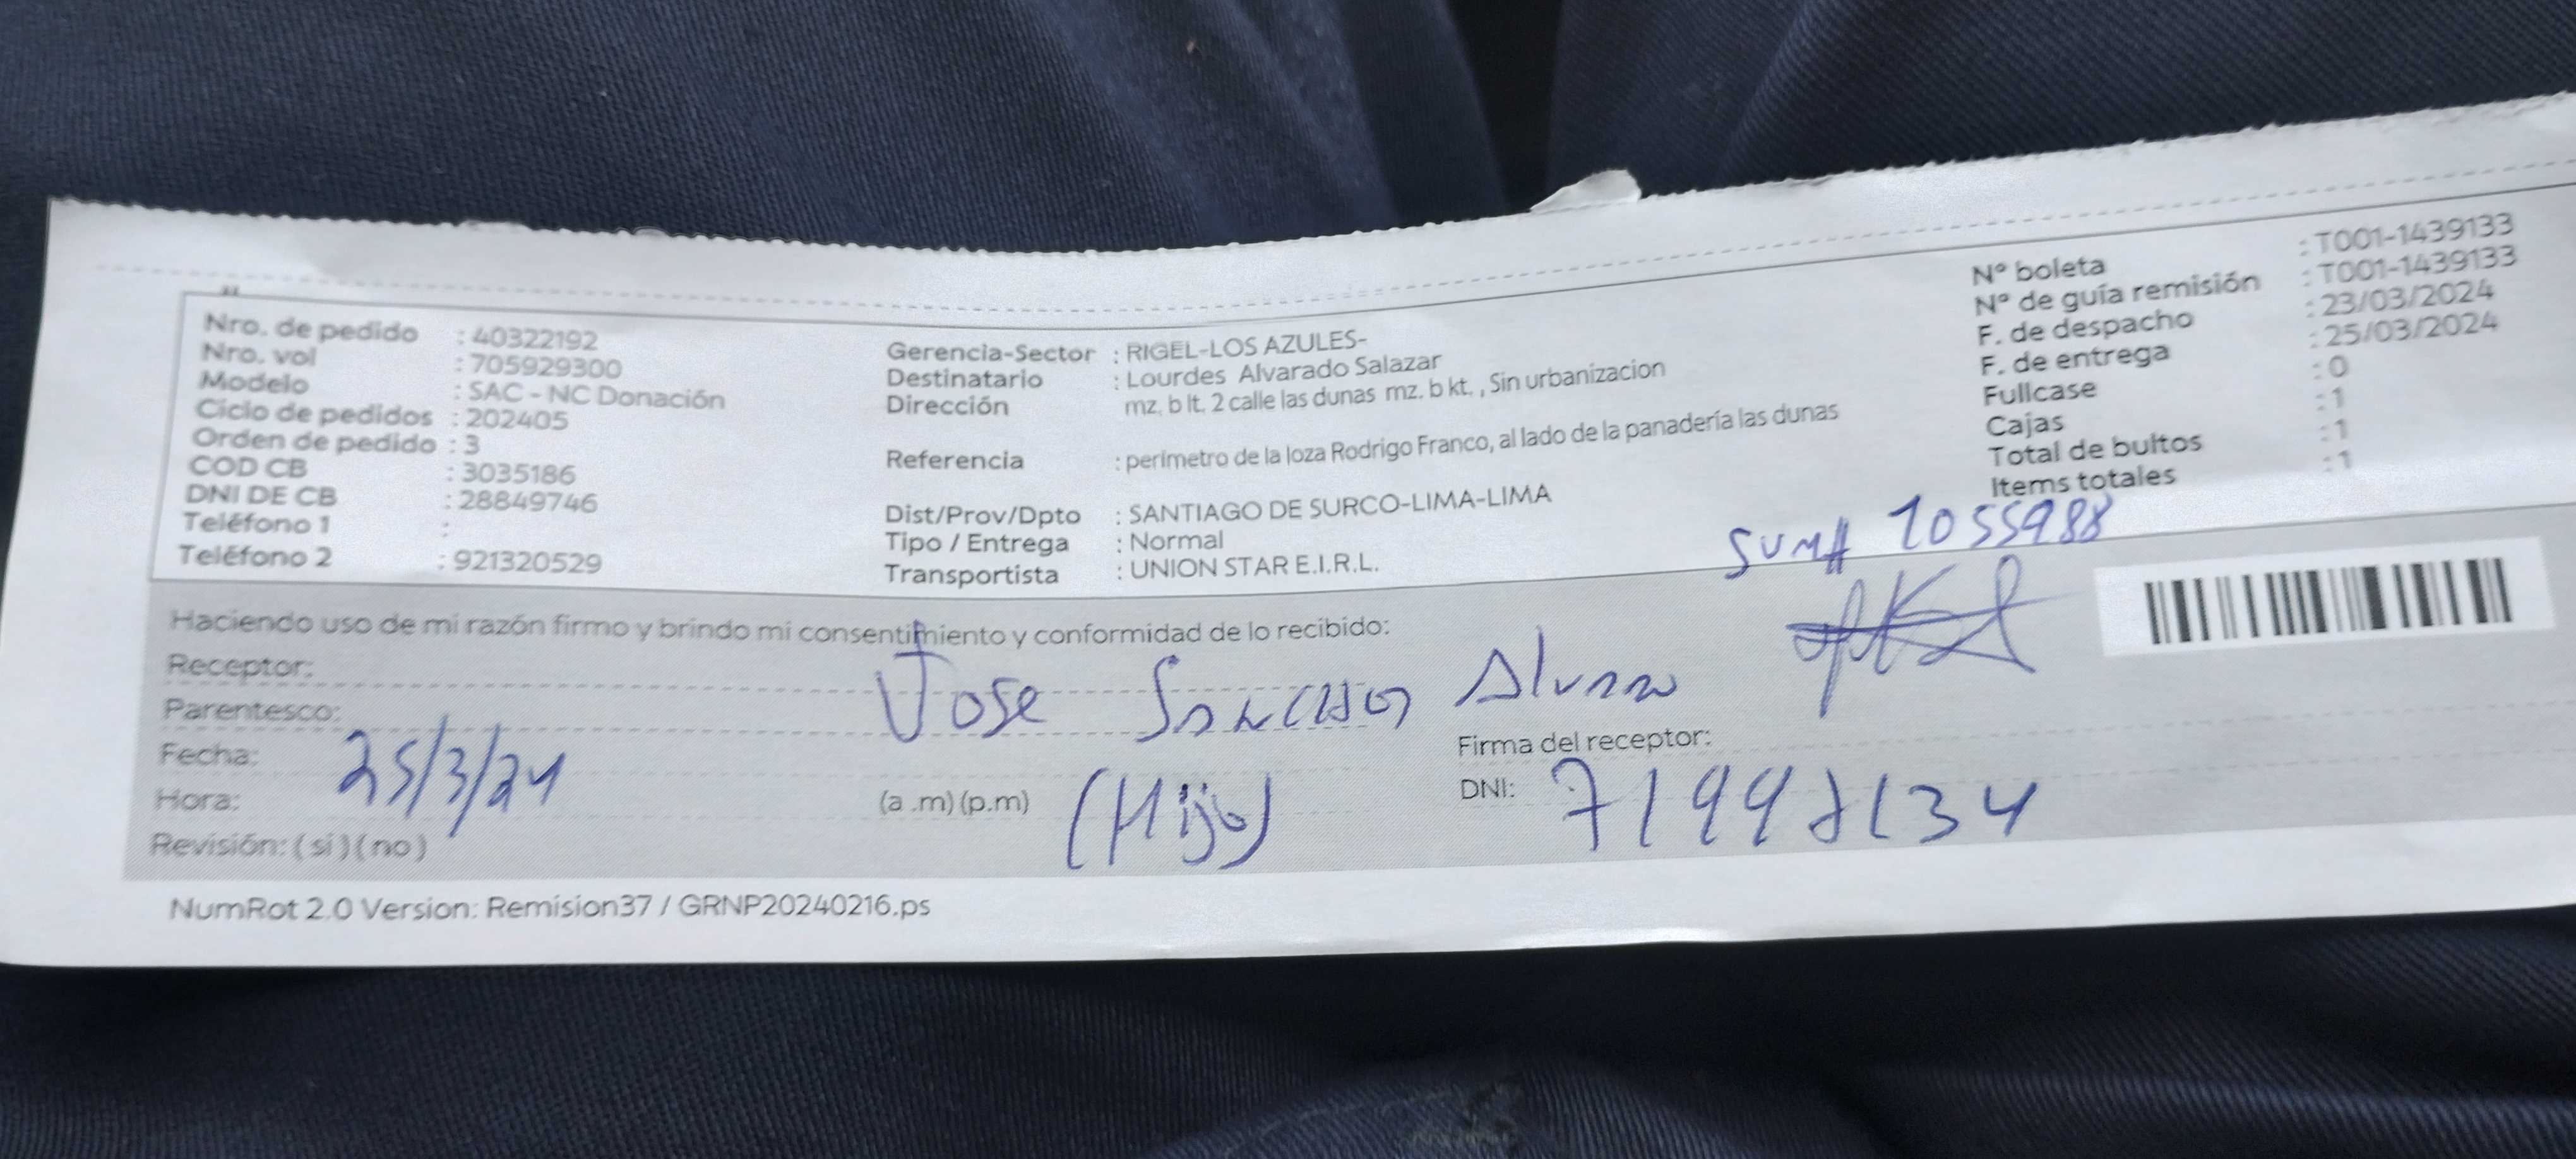 Nro. de pedido : 40322192
Nro. vol : 705929300
Modelo : SAC - NC Donación
Ciclo de pedidos : 202405
Orden de pedido : 3
COD CB : 3035186
DNI DE CB : 28849746
Teléfono 1 :
Teléfono 2 : 921320529
Gerencia-Sector : RIGEL-LOS AZULES-
Destinatario : Lourdes Alvarado Salazar
Dirección mz. b lt. 2 calle las dunas mz. b kt. , Sin urbanizacion
Referencia : perímetro de la loza Rodrigo Franco, al lado de la panadería las dunas
Dist/Prov/Dpto : SANTIAGO DE SURCO-LIMA-LIMA
Tipo / Entrega : Normal
Transportista : UNION STAR E.I.R.L.
N° boleta : T001-1439133
N° de guía remisión : T001-1439133
F. de despacho : 23/03/2024
F. de entrega : 25/03/2024
Fullcase : 0
Cajas : 1
Total de bultos : 1
Items totales : 1
1055988
Haciendo uso de mi razón firmo y brindo mi consentimiento y conformidad de lo recibido:
Receptor: Jose
Parentesco:
Fecha: 25/3/24
Hora: (a .m) (p.m) (Hijo)
Revisión: ( si ) ( no )
Firma del receptor:
DNI:
NumRot 2.0 Version: Remision37 / GRNP20240216.ps